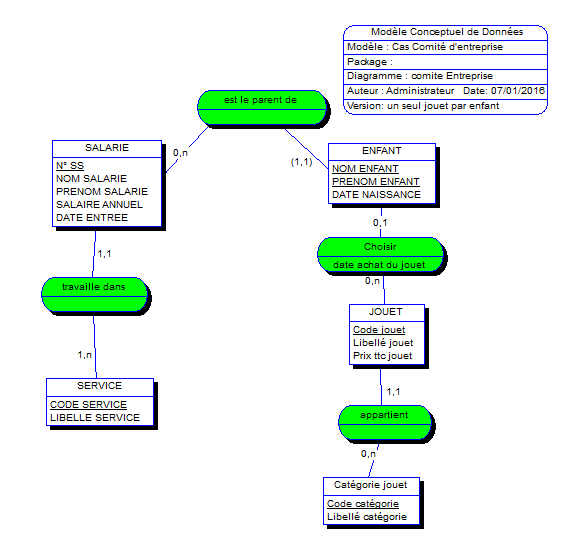 Modèle Conceptuel de Données
Modèle : Cas Comité d'entreprise
Package :
Diagramme : comite Entreprise
Auteur : Administrateur Date: 07/01/2016
Version: un seul jouet par enfant
est le parent de
0,n
(1,1)
SALARIE
N° SS
NOM SALARIE
PRENOM SALARIE
SALAIRE ANNUEL
DATE ENTREE
ENFANT
NOM ENFANT
PRENOM ENFANT
DATE NAISSANCE
0,1
1,1
Choisir
date achat du jouet
0,n
travaille dans
JOUET
Code jouet
Libellé jouet
Prix ttc jouet
1,n
SERVICE
CODE SERVICE
LIBELLE SERVICE
1,1
appartient
0,n
Catégorie jouet
Code catégorie
Libellé catégorie